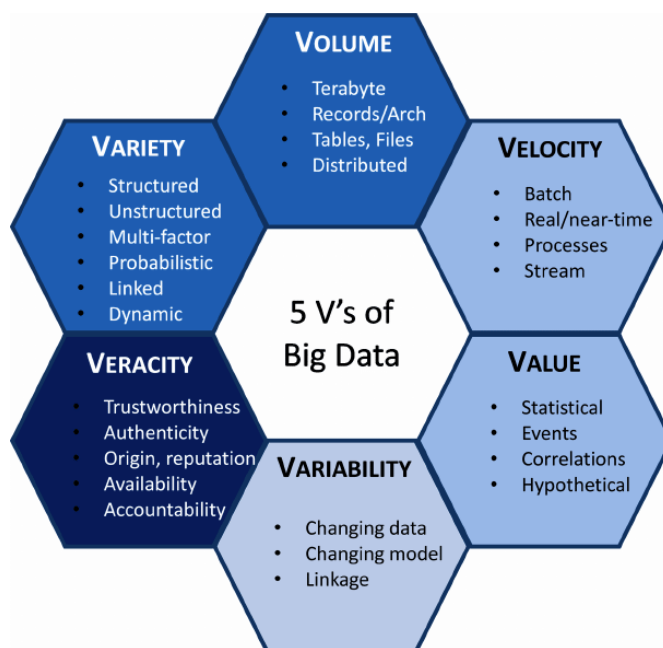 VOLUME
• Terabyte
• Records/Arch
• Tables, Files
• Distributed
VARIETY
• Structured
• Unstructured
• Multi-factor
• Probabilistic
• Linked
• Dynamic
VELOCITY
• Batch
• Real/near-time
• Processes
• Stream
5 V’s of
Big Data
VERACITY
• Trustworthiness
• Authenticity
• Origin, reputation
• Availability
• Accountability
VALUE
• Statistical
• Events
• Correlations
• Hypothetical
VARIABILITY
• Changing data
• Changing model
• Linkage